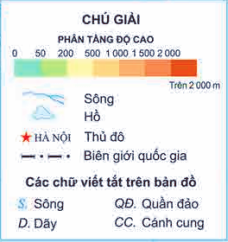 CHÚ GIẢI
PHÂN TẦNG ĐỘ CAO
0 50 200 500 1 000 1 500 2 000
Trên 2 000 m
Sông
Hồ
★ HÀ NỘI Thủ đô
Biên giới quốc gia
Các chữ viết tắt trên bản đồ
S. Sông QĐ. Quần đảo
D. Dãy CC. Cánh cung